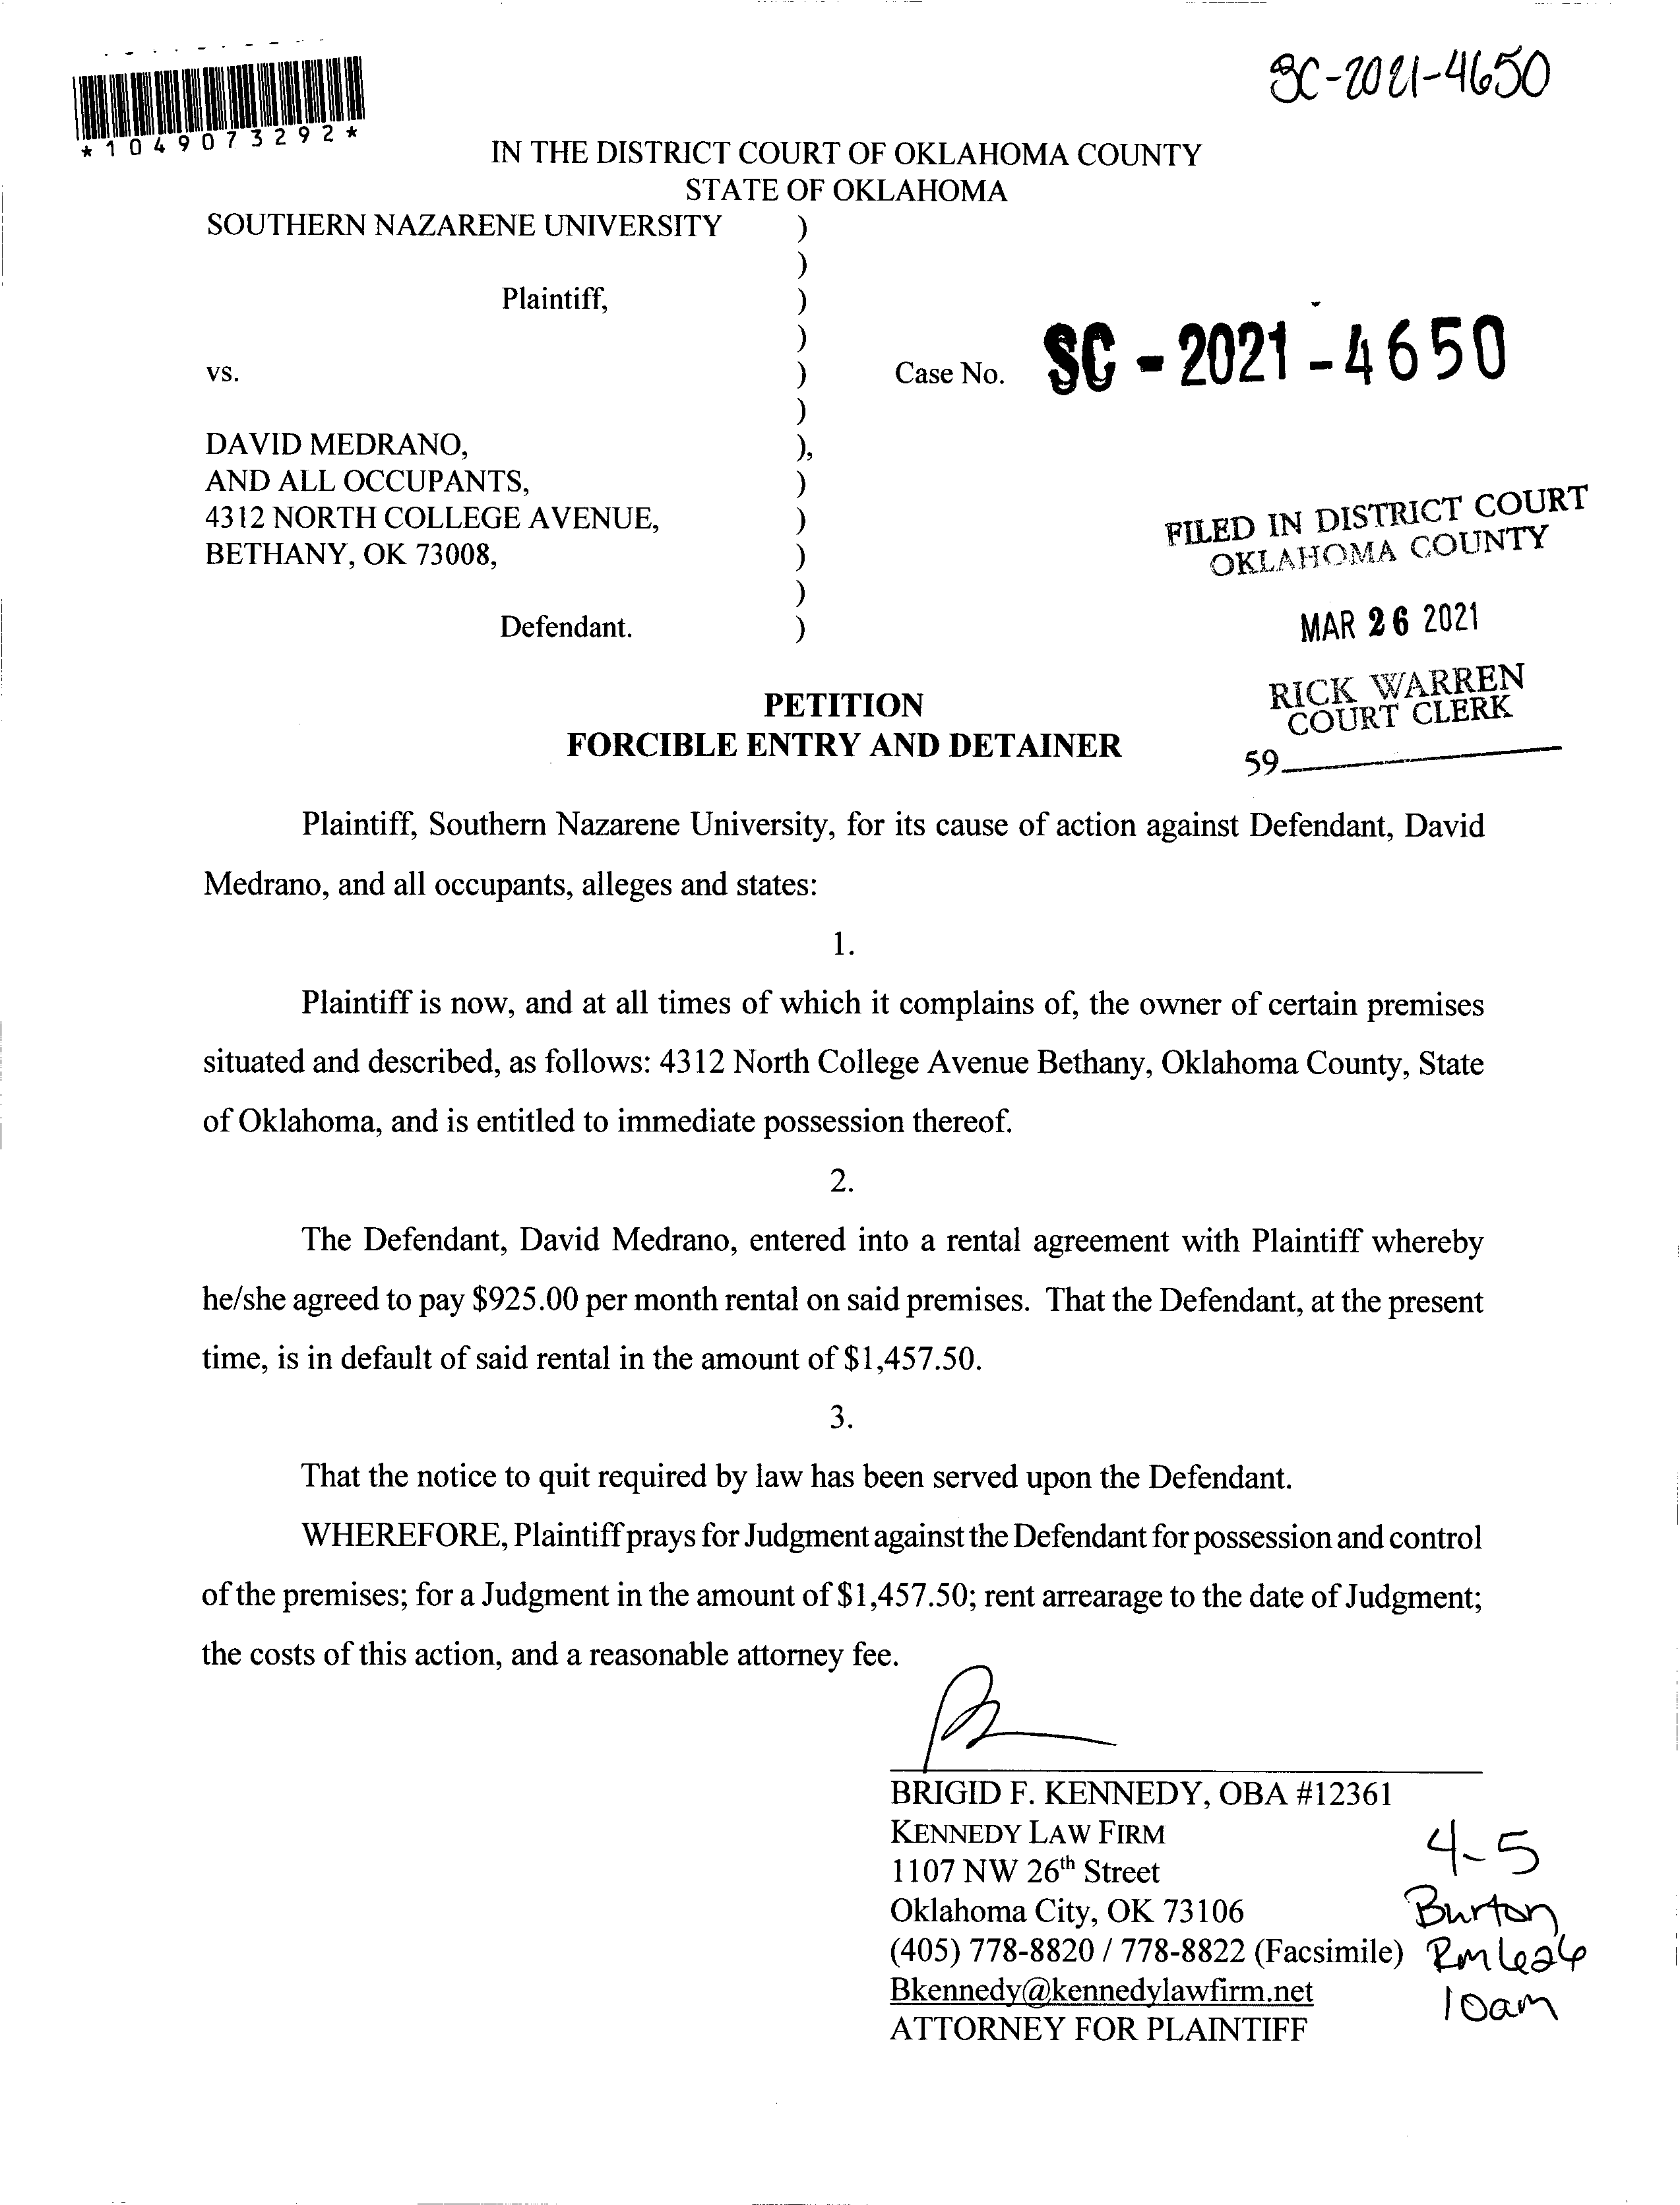 SC-2021-4650
*1049073292*
IN THE DISTRICT COURT OF OKLAHOMA COUNTY
STATE OF OKLAHOMA
SOUTHERN NAZARENE UNIVERSITY )
)
Plaintiff, )
)
vs. ) Case No. SC-2021-4650
)
DAVID MEDRANO, ),
AND ALL OCCUPANTS, )
4312 NORTH COLLEGE AVENUE, )
BETHANY, OK 73008, )
)
Defendant. )
FILED IN DISTRICT COURT
OKLAHOMA COUNTY
MAR 26 2021
RICK WARREN
COURT CLERK
59
PETITION
FORCIBLE ENTRY AND DETAINER
Plaintiff, Southern Nazarene University, for its cause of action against Defendant, David
Medrano, and all occupants, alleges and states:
1.
Plaintiff is now, and at all times of which it complains of, the owner of certain premises
situated and described, as follows: 4312 North College Avenue Bethany, Oklahoma County, State
of Oklahoma, and is entitled to immediate possession thereof.
2.
The Defendant, David Medrano, entered into a rental agreement with Plaintiff whereby
he/she agreed to pay $925.00 per month rental on said premises. That the Defendant, at the present
time, is in default of said rental in the amount of $1,457.50.
3.
That the notice to quit required by law has been served upon the Defendant.
WHEREFORE, Plaintiff prays for Judgment against the Defendant for possession and control
of the premises; for a Judgment in the amount of $1,457.50; rent arrearage to the date of Judgment;
the costs of this action, and a reasonable attorney fee.
BRIGID F. KENNEDY, OBA #12361
KENNEDY LAW FIRM
1107 NW 26th Street
Oklahoma City, OK 73106
(405) 778-8820 / 778-8822 (Facsimile)
Bkennedy@kennedylawfirm.net
ATTORNEY FOR PLAINTIFF
4-5
Burton
Rm 626
10am